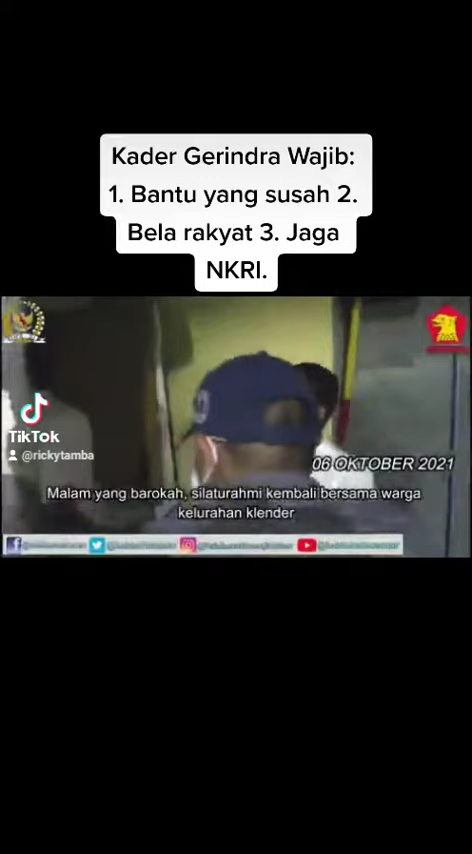 Kader Gerindra Wajib:
1. Bantu yang susah 2.
Bela rakyat 3. Jaga
NKRI.
TikTok
@rickytamba
06 OKTOBER 2021
Malam yang barokah, silaturahmi kembali bersama warga
kelurahan klender